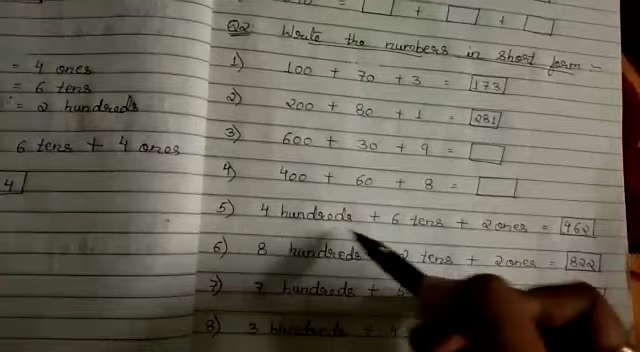 + +
= 4 ones
= 6 tens
= 2 hundreds
6 tens + 4 ones
4
Q2 Write the numbers in short form :-
1) 100 + 70 + 3 = 173
2) 200 + 80 + 1 = 281
3) 600 + 30 + 9 =
4) 400 + 60 + 8 =
5) 4 hundreds + 6 tens + 2 ones = 462
6) 8 hundreds 2 tens + 2 ones = 822
7) 7 hundreds +
8) 3 hundreds +